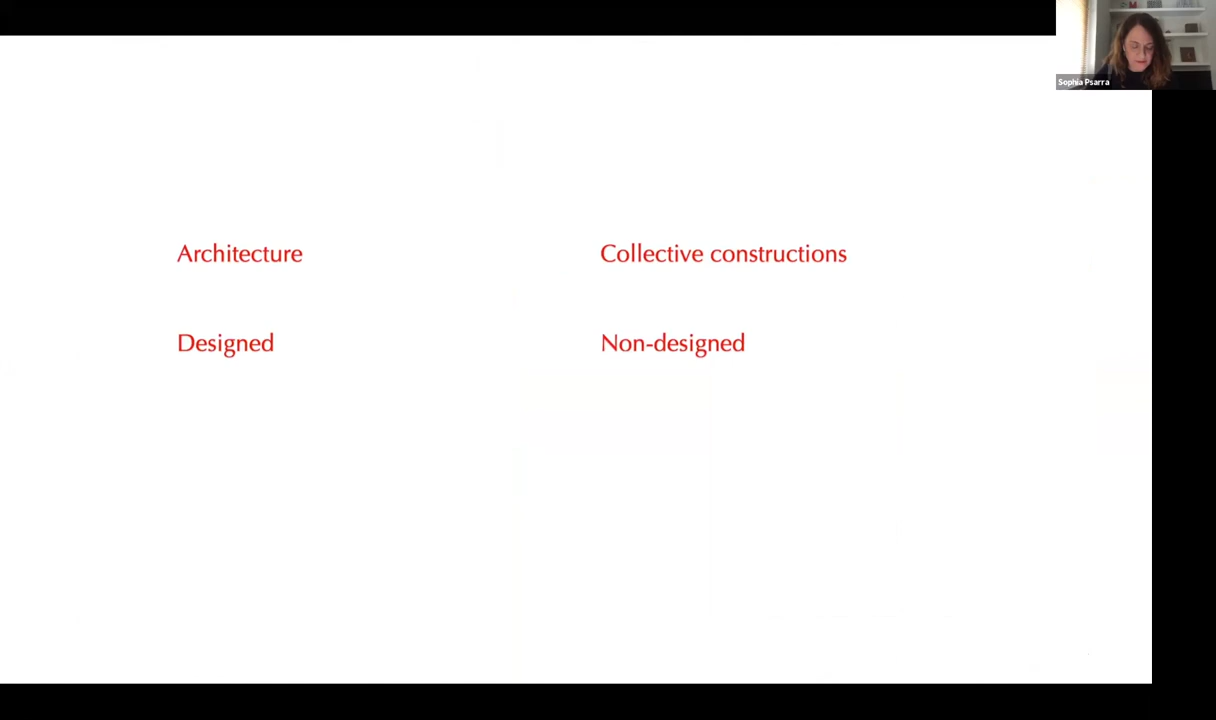 Sophia Psarra
Architecture
Collective constructions
Designed
Non-designed